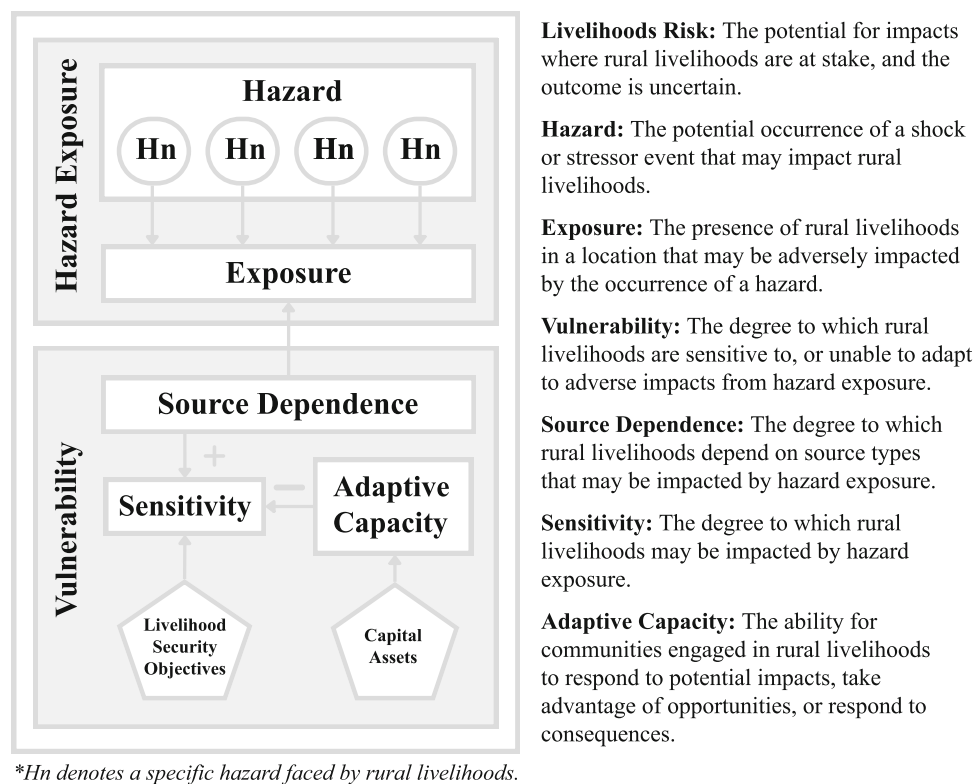 Hazard Exposure
Hazard
Hn Hn Hn Hn
Exposure
Vulnerability
Source Dependence
+
Sensitivity
−
Adaptive
Capacity
Livelihood
Security
Objectives
Capital
Assets
*Hn denotes a specific hazard faced by rural livelihoods.
Livelihoods Risk: The potential for impacts
where rural livelihoods are at stake, and the
outcome is uncertain.
Hazard: The potential occurrence of a shock
or stressor event that may impact rural
livelihoods.
Exposure: The presence of rural livelihoods
in a location that may be adversely impacted
by the occurrence of a hazard.
Vulnerability: The degree to which rural
livelihoods are sensitive to, or unable to adapt
to adverse impacts from hazard exposure.
Source Dependence: The degree to which
rural livelihoods depend on source types
that may be impacted by hazard exposure.
Sensitivity: The degree to which rural
livelihoods may be impacted by hazard
exposure.
Adaptive Capacity: The ability for
communities engaged in rural livelihoods
to respond to potential impacts, take
advantage of opportunities, or respond to
consequences.